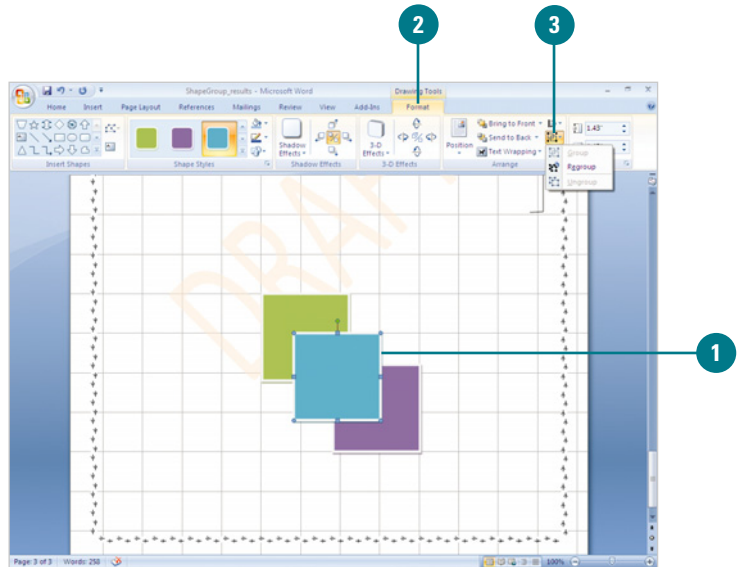 2
3
ShapeGroup_results - Microsoft Word
Drawing Tools
Home Insert Page Layout References Mailings Review View Add-Ins Format
Shadow Effects
3-D Effects
Position
Bring to Front
Send to Back
Text Wrapping
1.43"
Insert Shapes
Shape Styles
Shadow Effects
3-D Effects
Arrange
Group
Regroup
Ungroup
DRAFT
1
Page: 3 of 3 Words: 258
100%